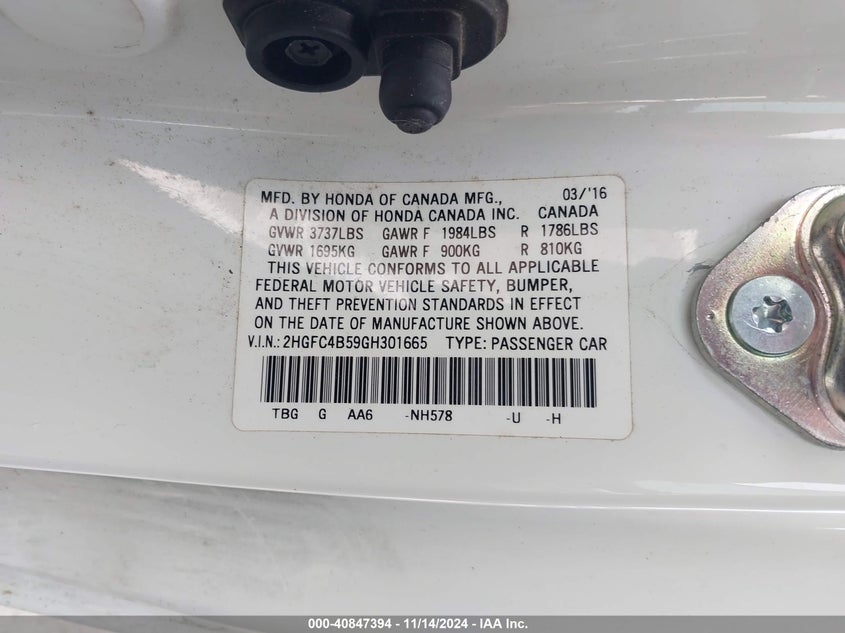 MFD. BY HONDA OF CANADA MFG., 03/'16
A DIVISION OF HONDA CANADA INC. CANADA
GVWR 3737LBS GAWR F 1984LBS R 1786LBS
GVWR 1695KG GAWR F 900KG R 810KG
THIS VEHICLE CONFORMS TO ALL APPLICABLE
FEDERAL MOTOR VEHICLE SAFETY, BUMPER,
AND THEFT PREVENTION STANDARDS IN EFFECT
ON THE DATE OF MANUFACTURE SHOWN ABOVE.
V.I.N.: 2HGFC4B59GH301665 TYPE: PASSENGER CAR
TBG G AA6 -NH578 -U -H
000-40847394 - 11/14/2024 - IAA Inc.